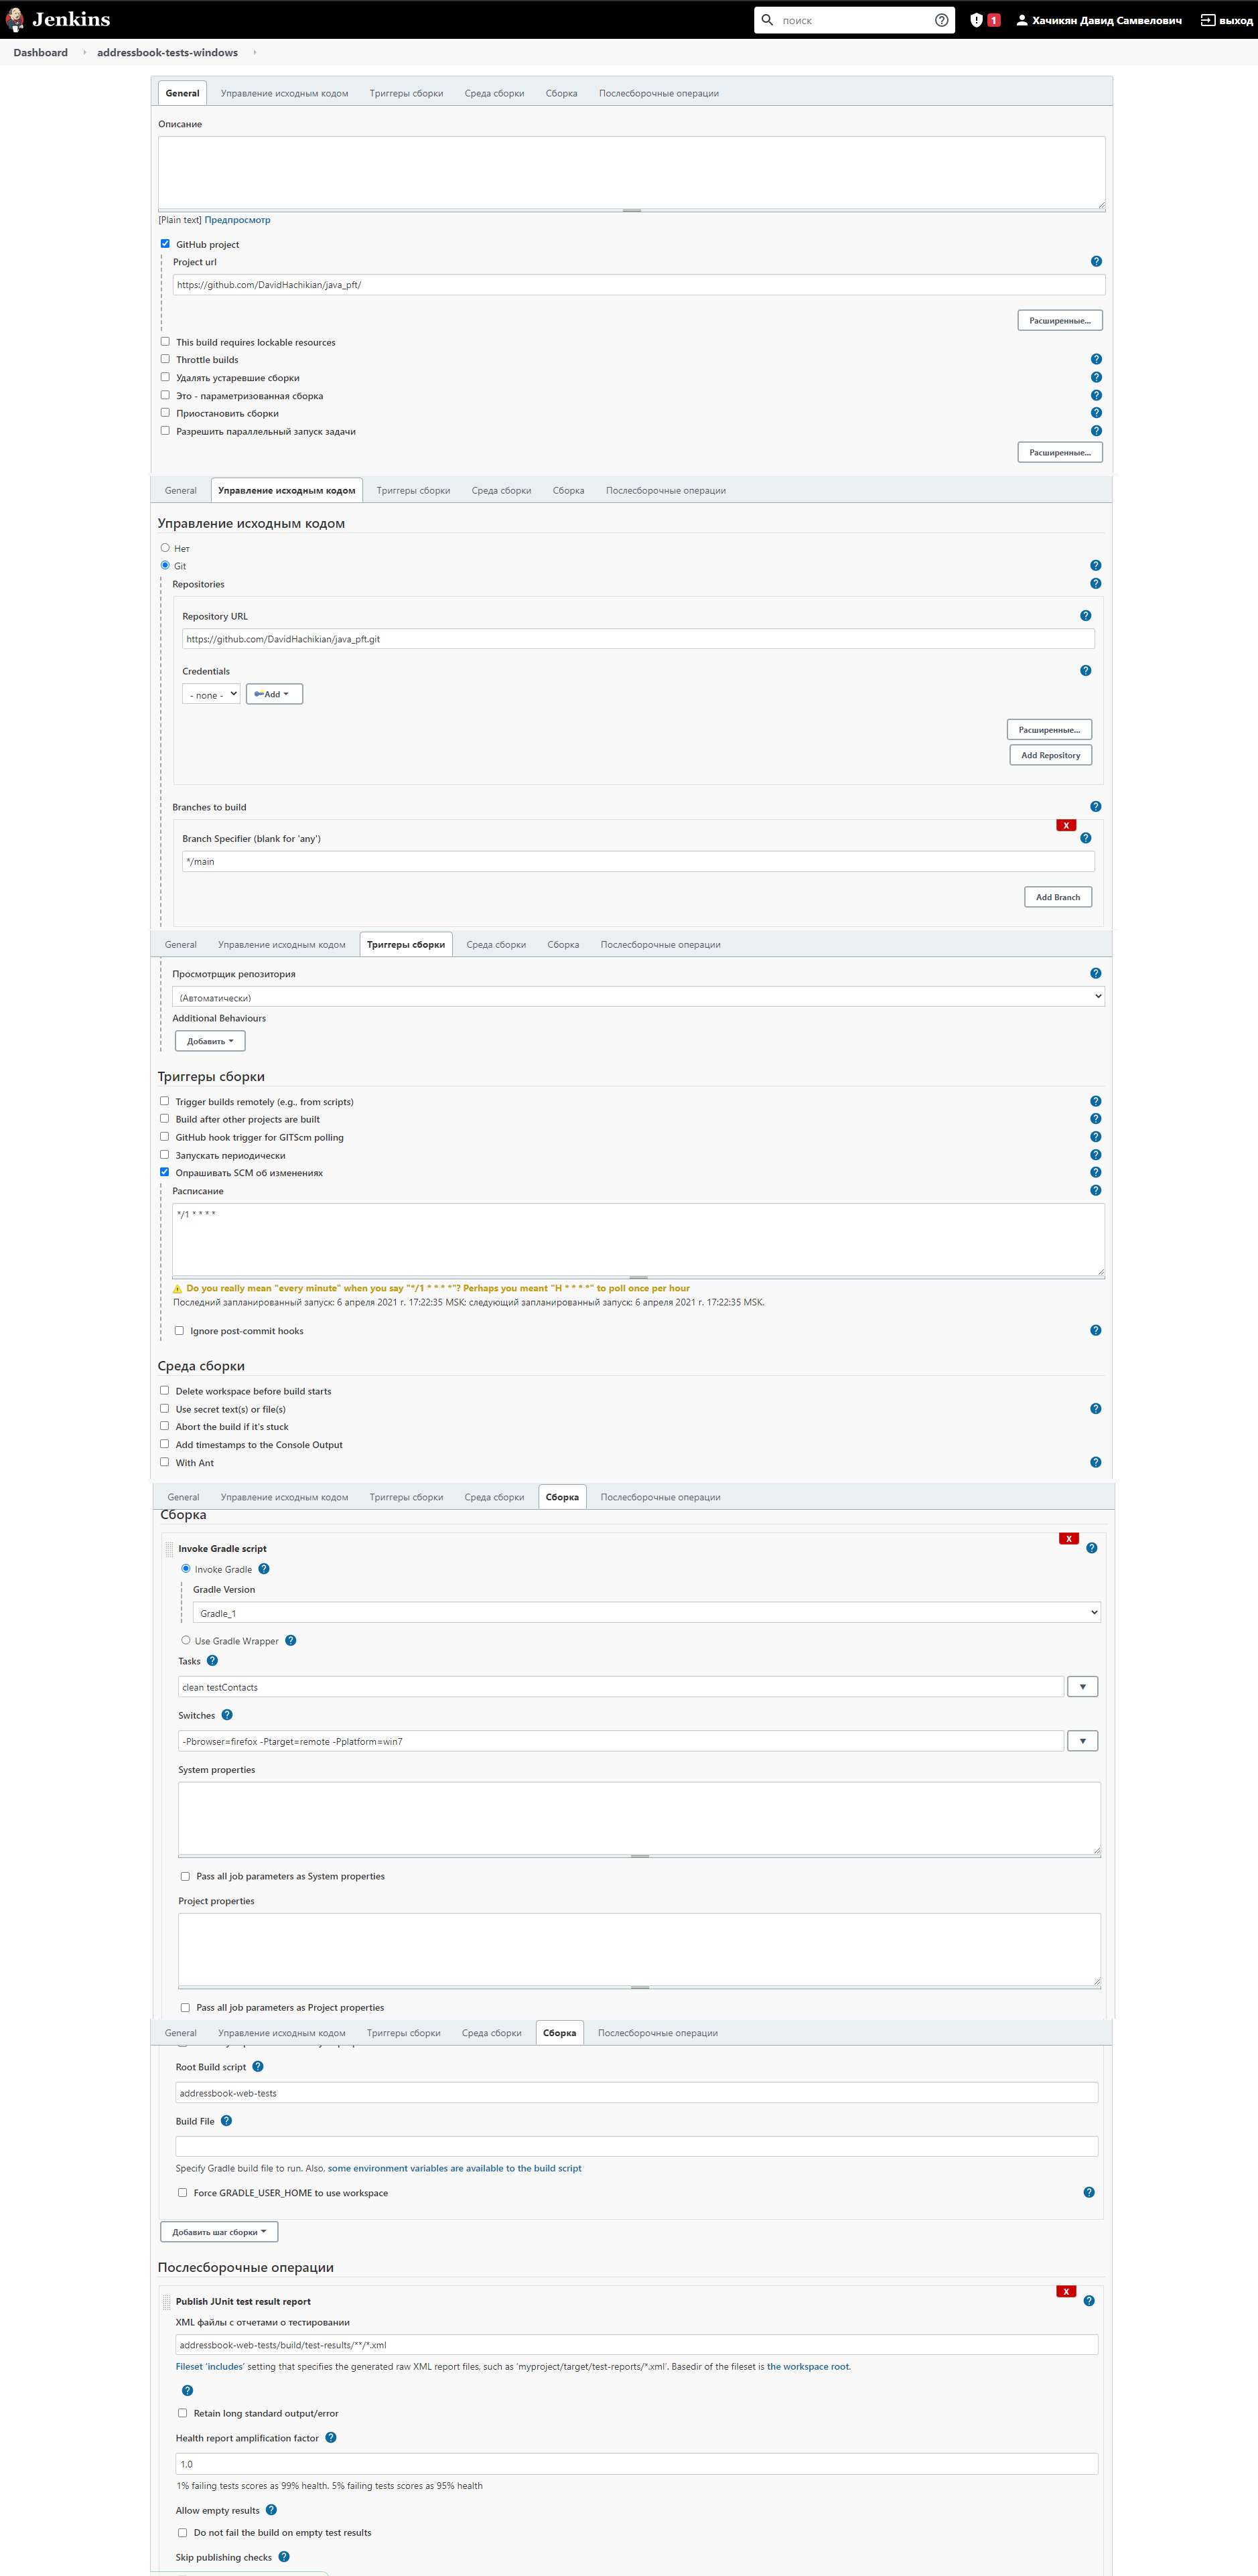 Jenkins
поиск
1
Хачикян Давид Самвелович
выход
Dashboard
addressbook-tests-windows
General Управление исходным кодом Триггеры сборки Среда сборки Сборка Послесборочные операции
Описание
[Plain text] Предпросмотр
GitHub project
Project url
https://github.com/DavidHachikian/java_pft/
Расширенные...
This build requires lockable resources
Throttle builds
Удалять устаревшие сборки
Это - параметризованная сборка
Приостановить сборки
Разрешить параллельный запуск задачи
Расширенные...
General Управление исходным кодом Триггеры сборки Среда сборки Сборка Послесборочные операции
Управление исходным кодом
Нет
Git
Repositories
Repository URL
https://github.com/DavidHachikian/java_pft.git
Credentials
- none -
Add
Расширенные...
Add Repository
Branches to build
X
Branch Specifier (blank for 'any')
*/main
Add Branch
General Управление исходным кодом Триггеры сборки Среда сборки Сборка Послесборочные операции
Просмотрщик репозитория
(Автоматически)
Additional Behaviours
Добавить
Триггеры сборки
Trigger builds remotely (e.g., from scripts)
Build after other projects are built
GitHub hook trigger for GITScm polling
Запускать периодически
Опрашивать SCM об изменениях
Расписание
*/1 * * * *
Do you really mean "every minute" when you say "*/1 * * * *"? Perhaps you meant "H * * * *" to poll once per hour
Последний запланированный запуск: 6 апреля 2021 г. 17:22:35 MSK; следующий запланированный запуск: 6 апреля 2021 г. 17:22:35 MSK.
Ignore post-commit hooks
Среда сборки
Delete workspace before build starts
Use secret text(s) or file(s)
Abort the build if it's stuck
Add timestamps to the Console Output
With Ant
General Управление исходным кодом Триггеры сборки Среда сборки Сборка Послесборочные операции
Сборка
X
Invoke Gradle script
Invoke Gradle
Gradle Version
Gradle_1
Use Gradle Wrapper
Tasks
clean testContacts
Switches
-Pbrowser=firefox -Ptarget=remote -Pplatform=win7
System properties
Pass all job parameters as System properties
Project properties
Pass all job parameters as Project properties
General Управление исходным кодом Триггеры сборки Среда сборки Сборка Послесборочные операции
Root Build script
addressbook-web-tests
Build File
Specify Gradle build file to run. Also, some environment variables are available to the build script
Force GRADLE_USER_HOME to use workspace
Добавить шаг сборки
Послесборочные операции
X
Publish JUnit test result report
XML файлы с отчетами о тестировании
addressbook-web-tests/build/test-results/**/*.xml
Fileset 'includes' setting that specifies the generated raw XML report files, such as 'myproject/target/test-reports/*.xml'. Basedir of the fileset is the workspace root.
Retain long standard output/error
Health report amplification factor
1,0
1% failing tests scores as 99% health. 5% failing tests scores as 95% health
Allow empty results
Do not fail the build on empty test results
Skip publishing checks